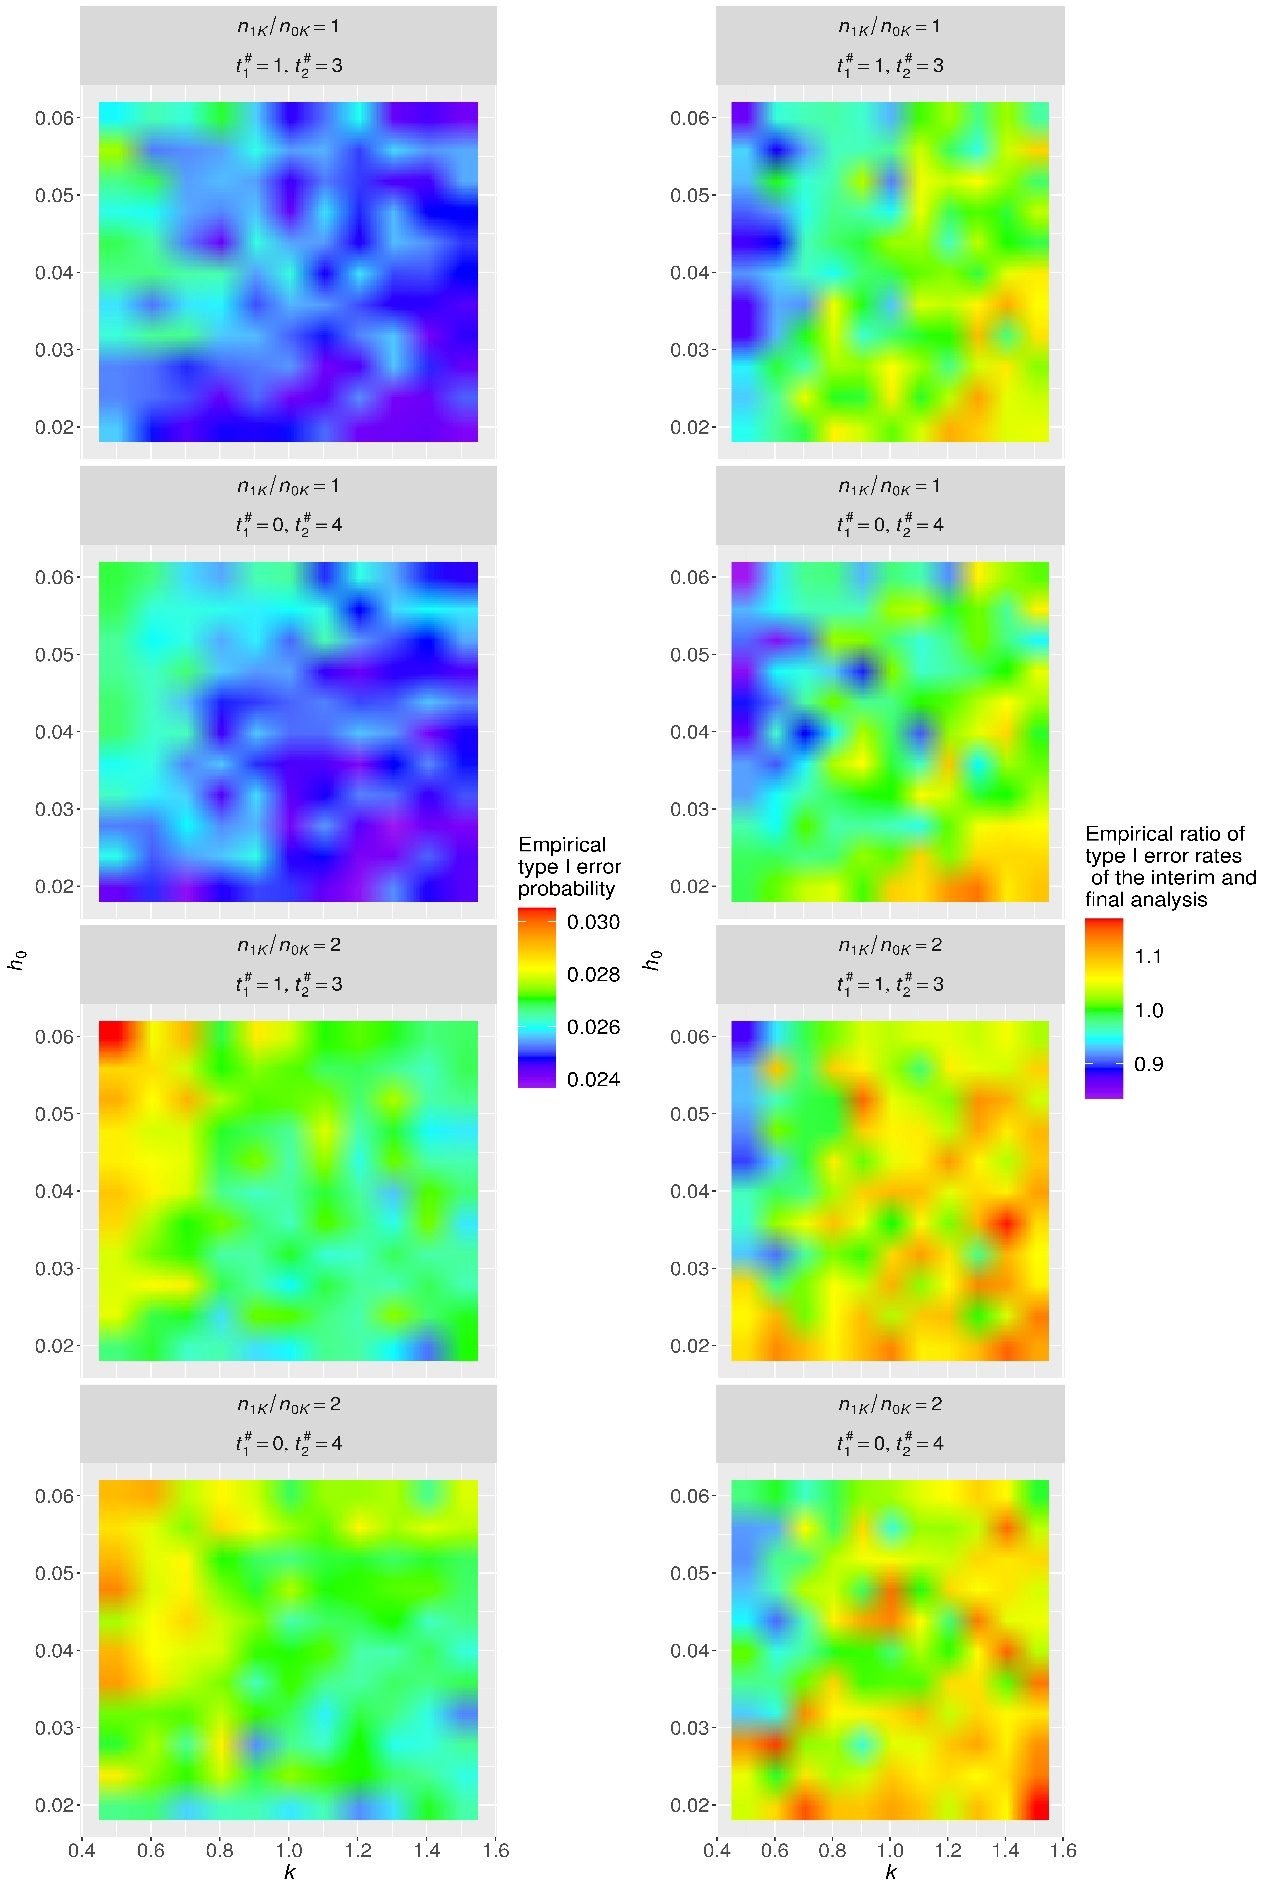 n1K/n0K = 1
t1# = 1, t2# = 3
0.06
0.05
0.04
0.03
0.02
n1K/n0K = 1
t1# = 0, t2# = 4
0.06
0.05
0.04
0.03
0.02
n1K/n0K = 2
t1# = 1, t2# = 3
0.06
0.05
0.04
0.03
0.02
n1K/n0K = 2
t1# = 0, t2# = 4
0.06
0.05
0.04
0.03
0.02
0.4 0.6 0.8 1.0 1.2 1.4 1.6
k
h0
Empirical
type I error
probability
0.030
0.028
0.026
0.024
n1K/n0K = 1
t1# = 1, t2# = 3
0.06
0.05
0.04
0.03
0.02
n1K/n0K = 1
t1# = 0, t2# = 4
0.06
0.05
0.04
0.03
0.02
n1K/n0K = 2
t1# = 1, t2# = 3
0.06
0.05
0.04
0.03
0.02
n1K/n0K = 2
t1# = 0, t2# = 4
0.06
0.05
0.04
0.03
0.02
0.4 0.6 0.8 1.0 1.2 1.4 1.6
k
h0
Empirical ratio of
type I error rates
of the interim and
final analysis
1.1
1.0
0.9